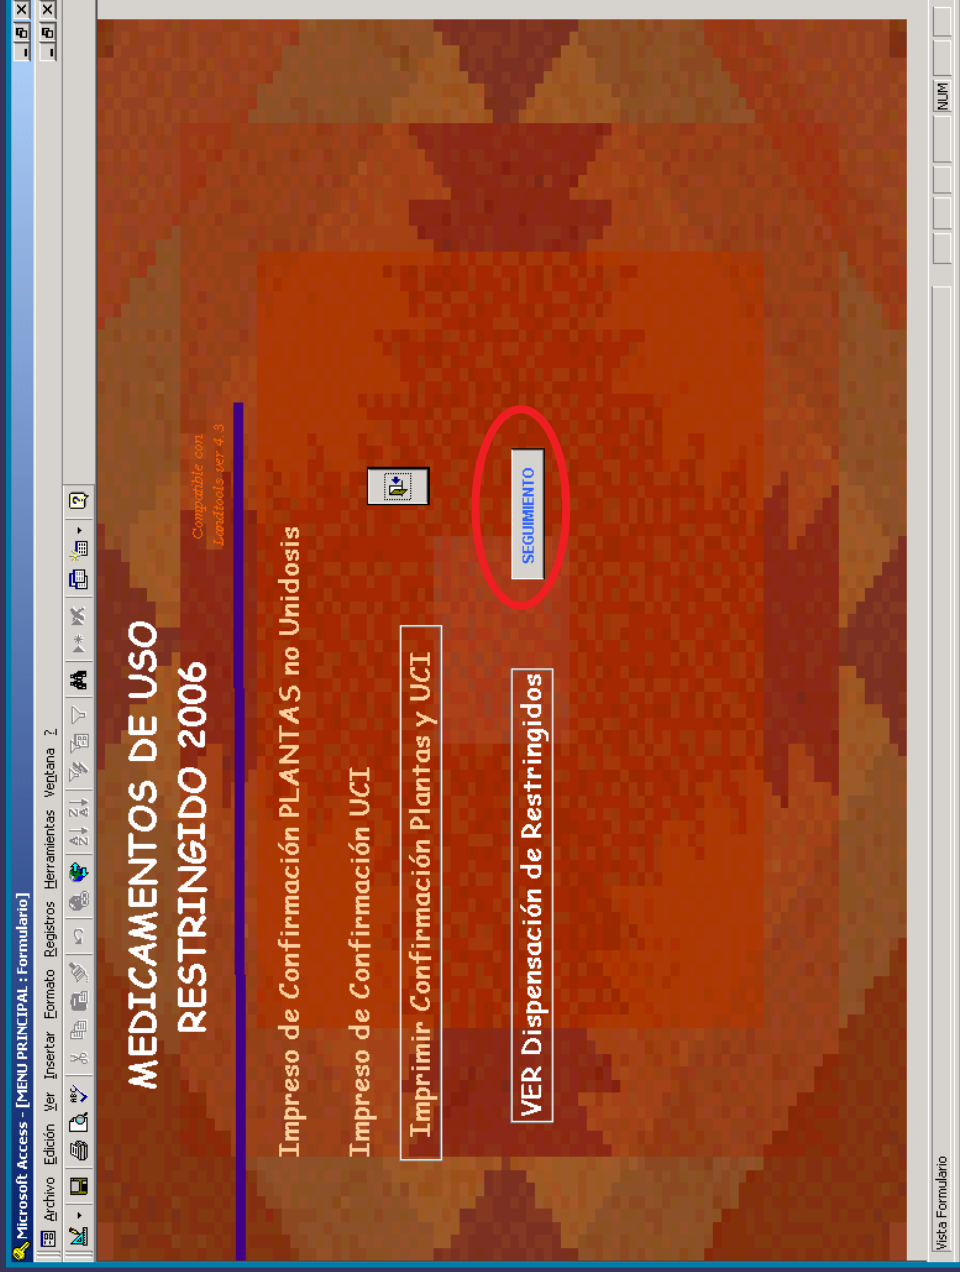 Microsoft Access - [MENU PRINCIPAL : Formulario]
Archivo Edición Ver Insertar Formato Registros Herramientas Ventana ?
MEDICAMENTOS DE USO
RESTRINGIDO 2006
Compatible con
Landtools ver 4.3
Impreso de Confirmación PLANTAS no Unidosis
Impreso de Confirmación UCI
Imprimir Confirmación Plantas y UCI
VER Dispensación de Restringidos
SEGUIMIENTO
Vista Formulario
NUM